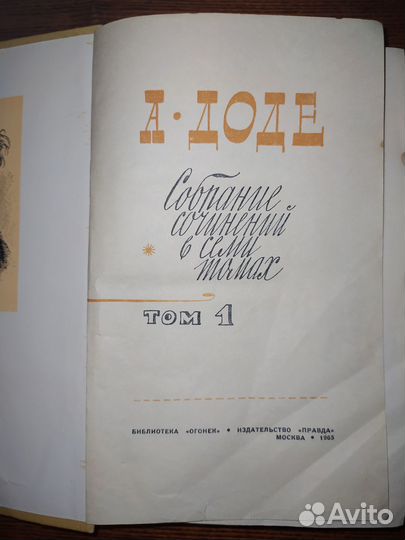 А • ДОДЕ
Собрание
сочинений
в семи
томах
ТОМ 1
БИБЛИОТЕКА «ОГОНЕК» • ИЗДАТЕЛЬСТВО «ПРАВДА»
МОСКВА • 1965
Avito